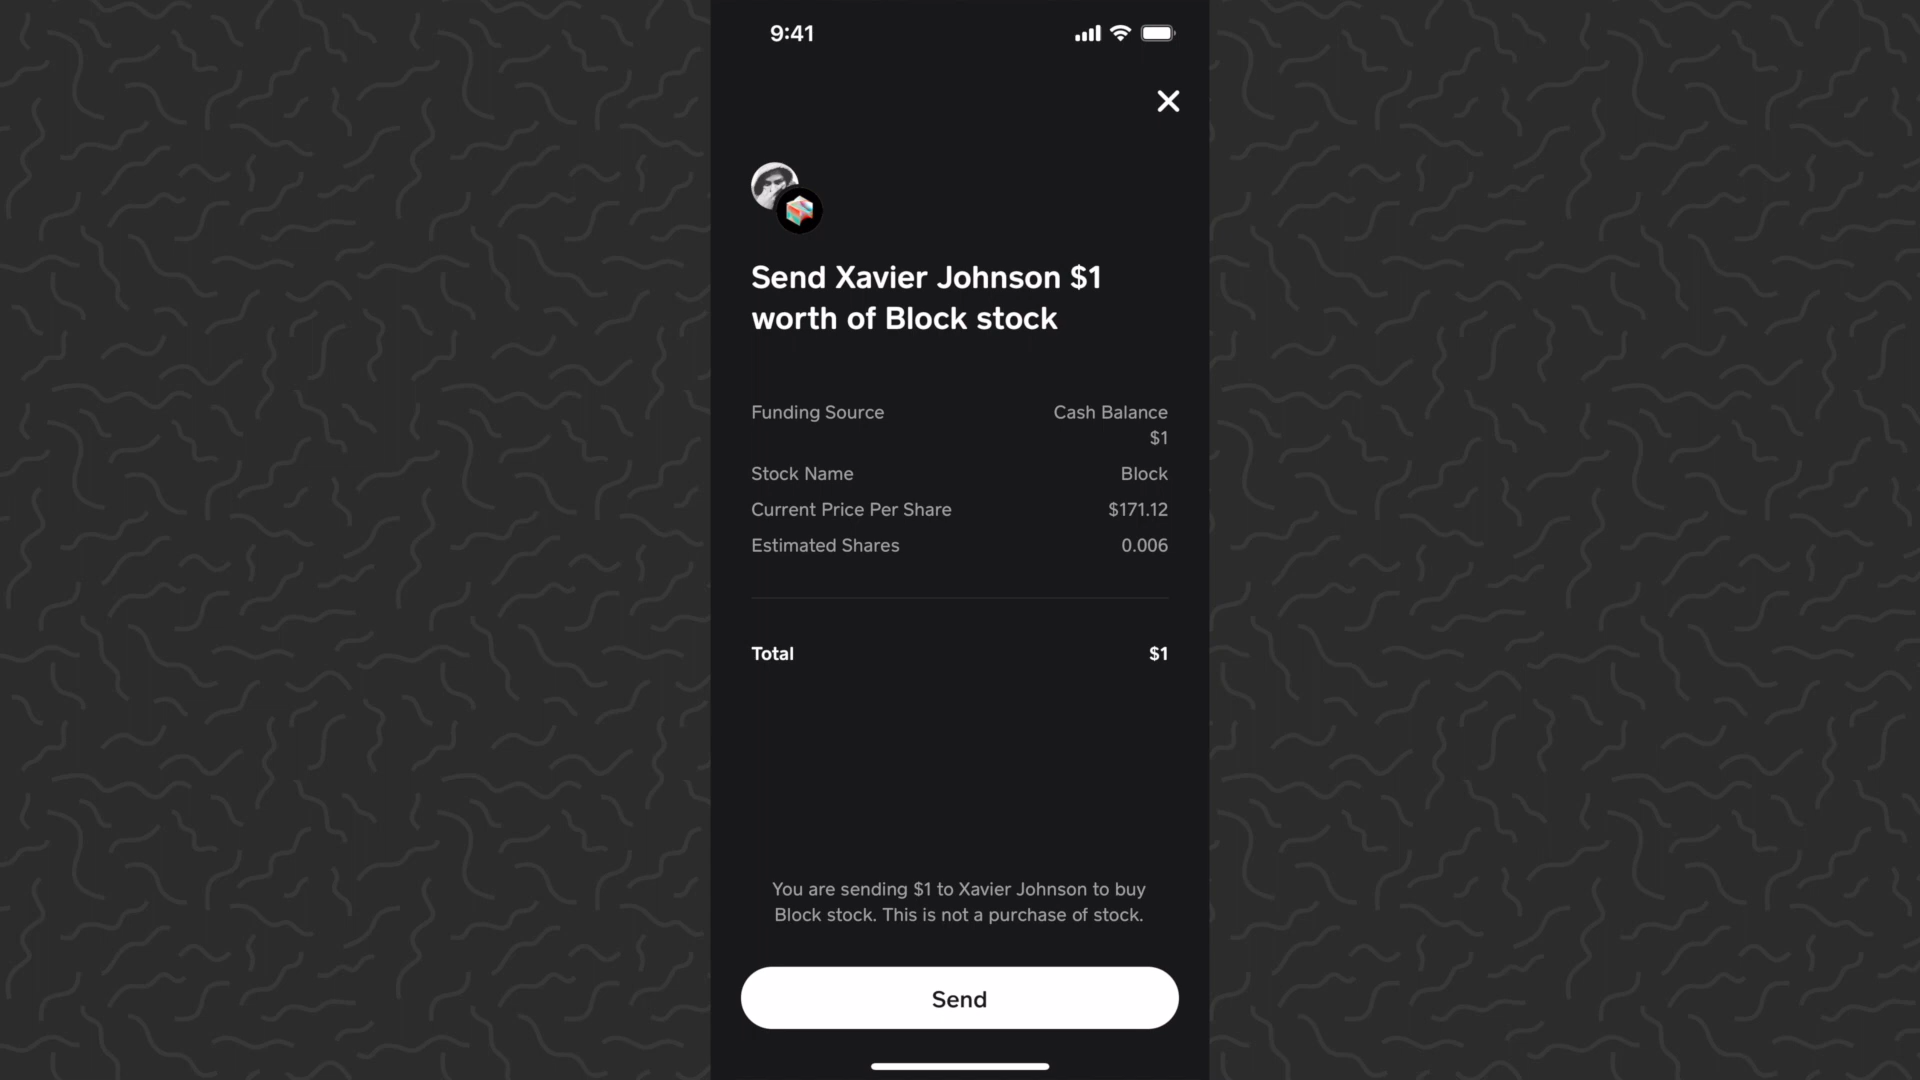 9:41
Send Xavier Johnson $1
worth of Block stock
Funding Source Cash Balance
$1
Stock Name Block
Current Price Per Share $171.12
Estimated Shares 0.006
Total $1
You are sending $1 to Xavier Johnson to buy
Block stock. This is not a purchase of stock.
Send